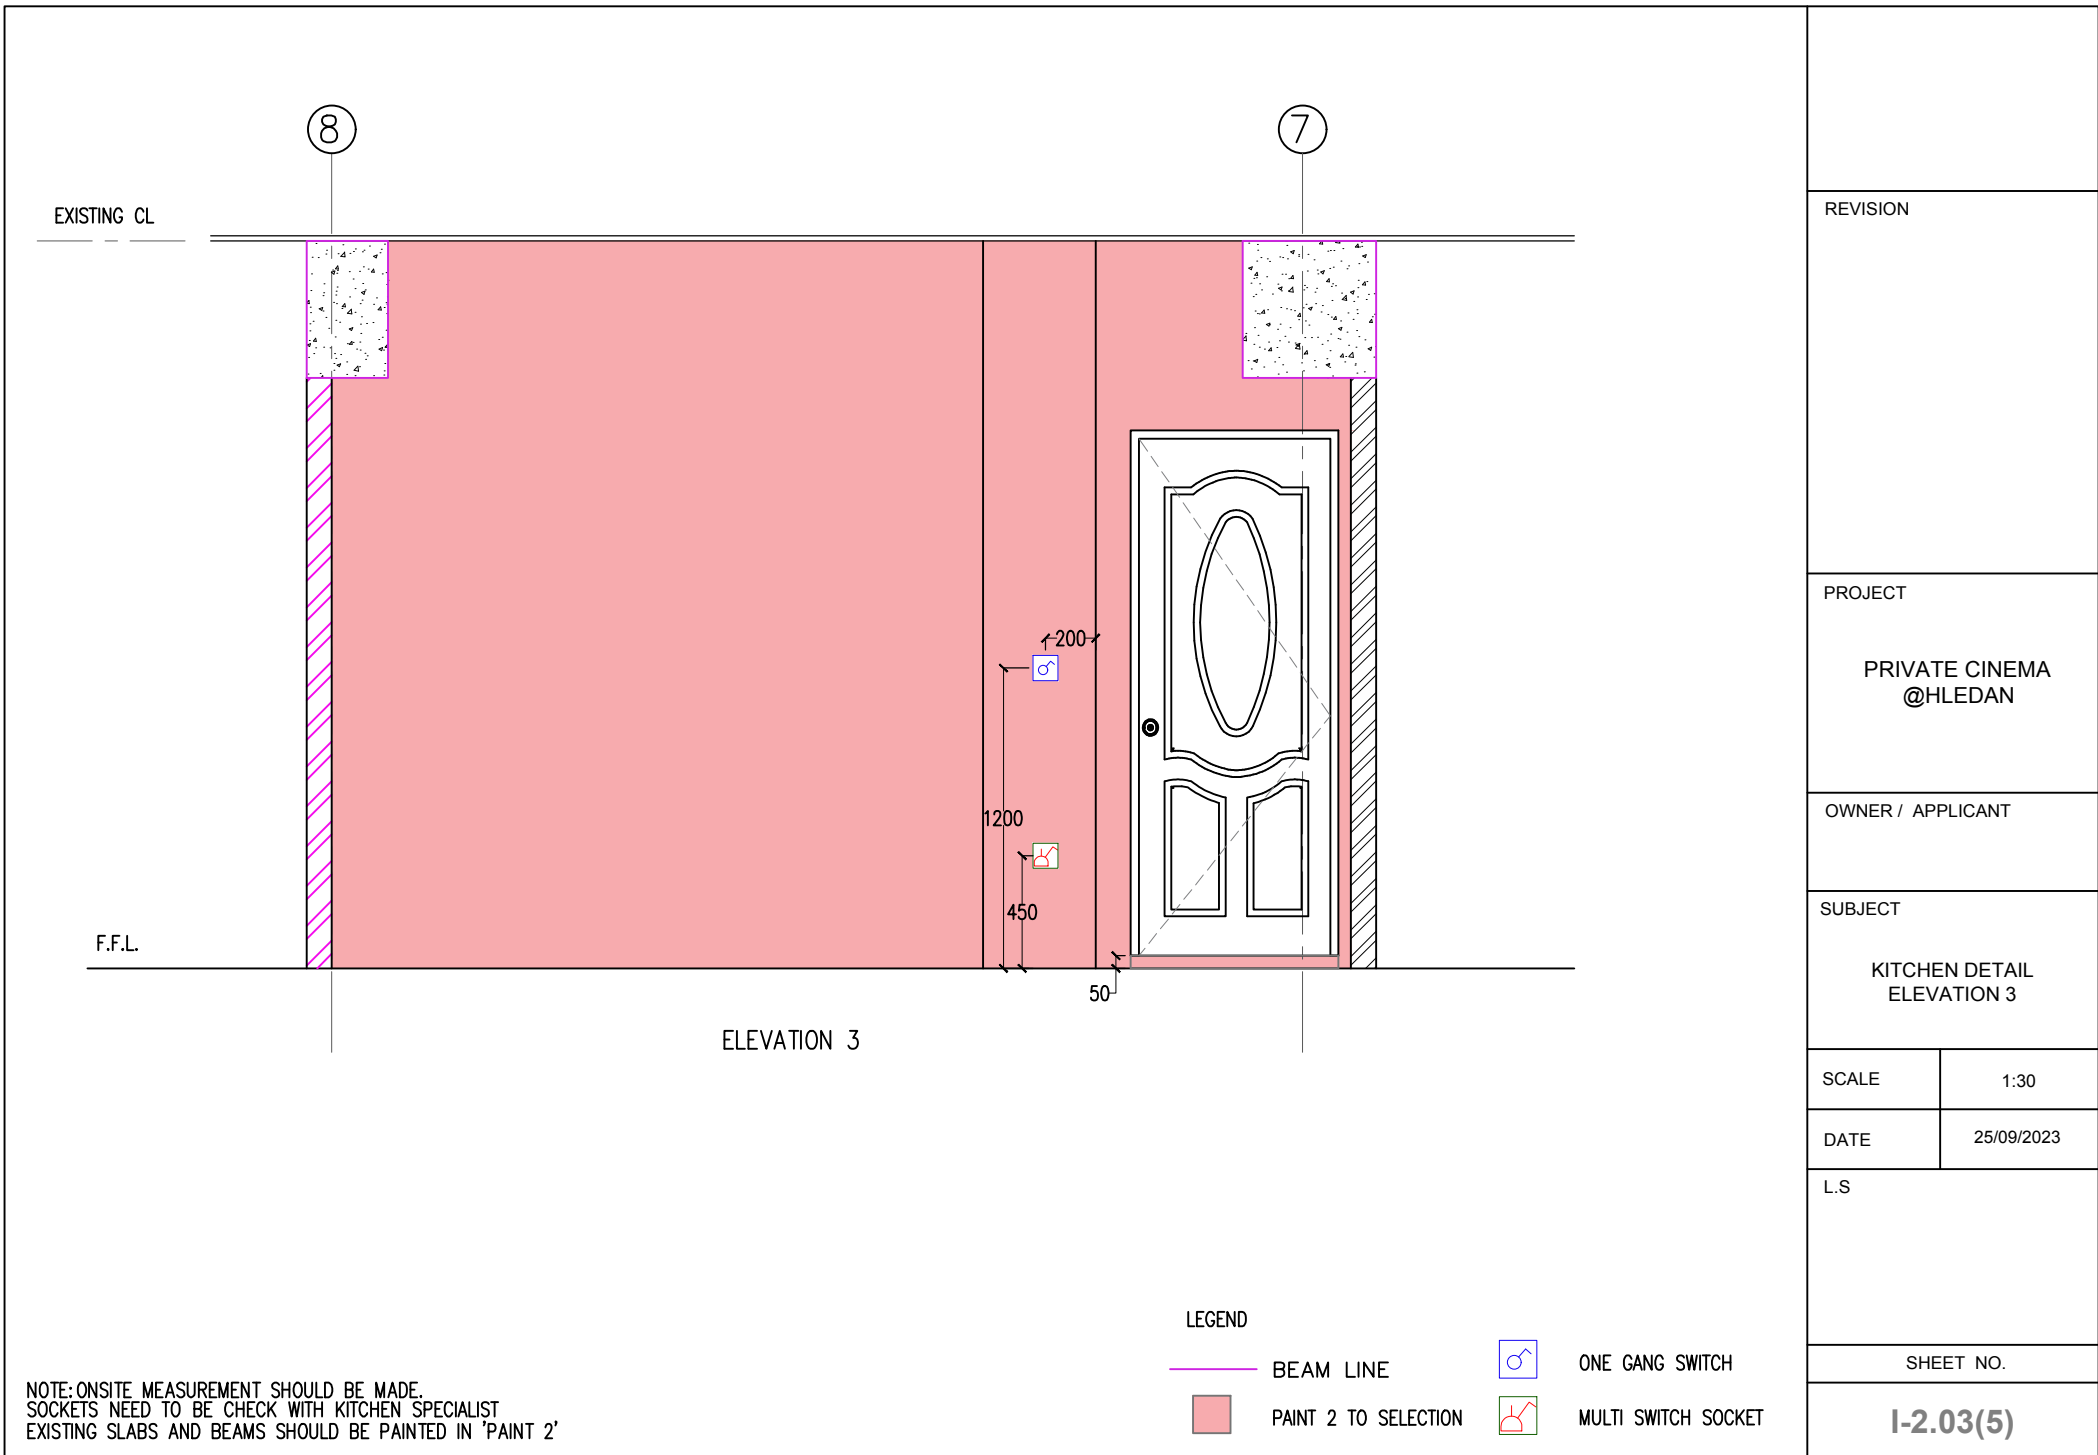 8
7
EXISTING CL
200
1200
450
F.F.L.
50
ELEVATION 3
LEGEND
BEAM LINE
ONE GANG SWITCH
PAINT 2 TO SELECTION
MULTI SWITCH SOCKET
NOTE: ONSITE MEASUREMENT SHOULD BE MADE.
SOCKETS NEED TO BE CHECK WITH KITCHEN SPECIALIST
EXISTING SLABS AND BEAMS SHOULD BE PAINTED IN 'PAINT 2'
REVISION
PROJECT
PRIVATE CINEMA
@HLEDAN
OWNER / APPLICANT
SUBJECT
KITCHEN DETAIL
ELEVATION 3
SCALE 1:30
DATE 25/09/2023
L.S
SHEET NO.
I-2.03(5)